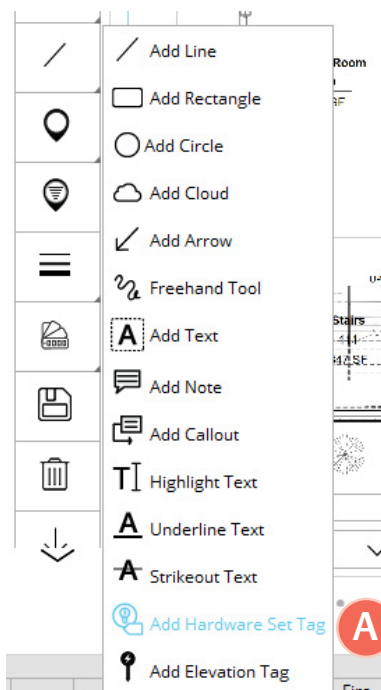 Add Line
Room
Add Rectangle
Add Circle
Add Cloud
Add Arrow
Freehand Tool
Stairs
A Add Text
Add Note
Add Callout
T Highlight Text
A Underline Text
A Strikeout Text
Add Hardware Set Tag
A
Add Elevation Tag